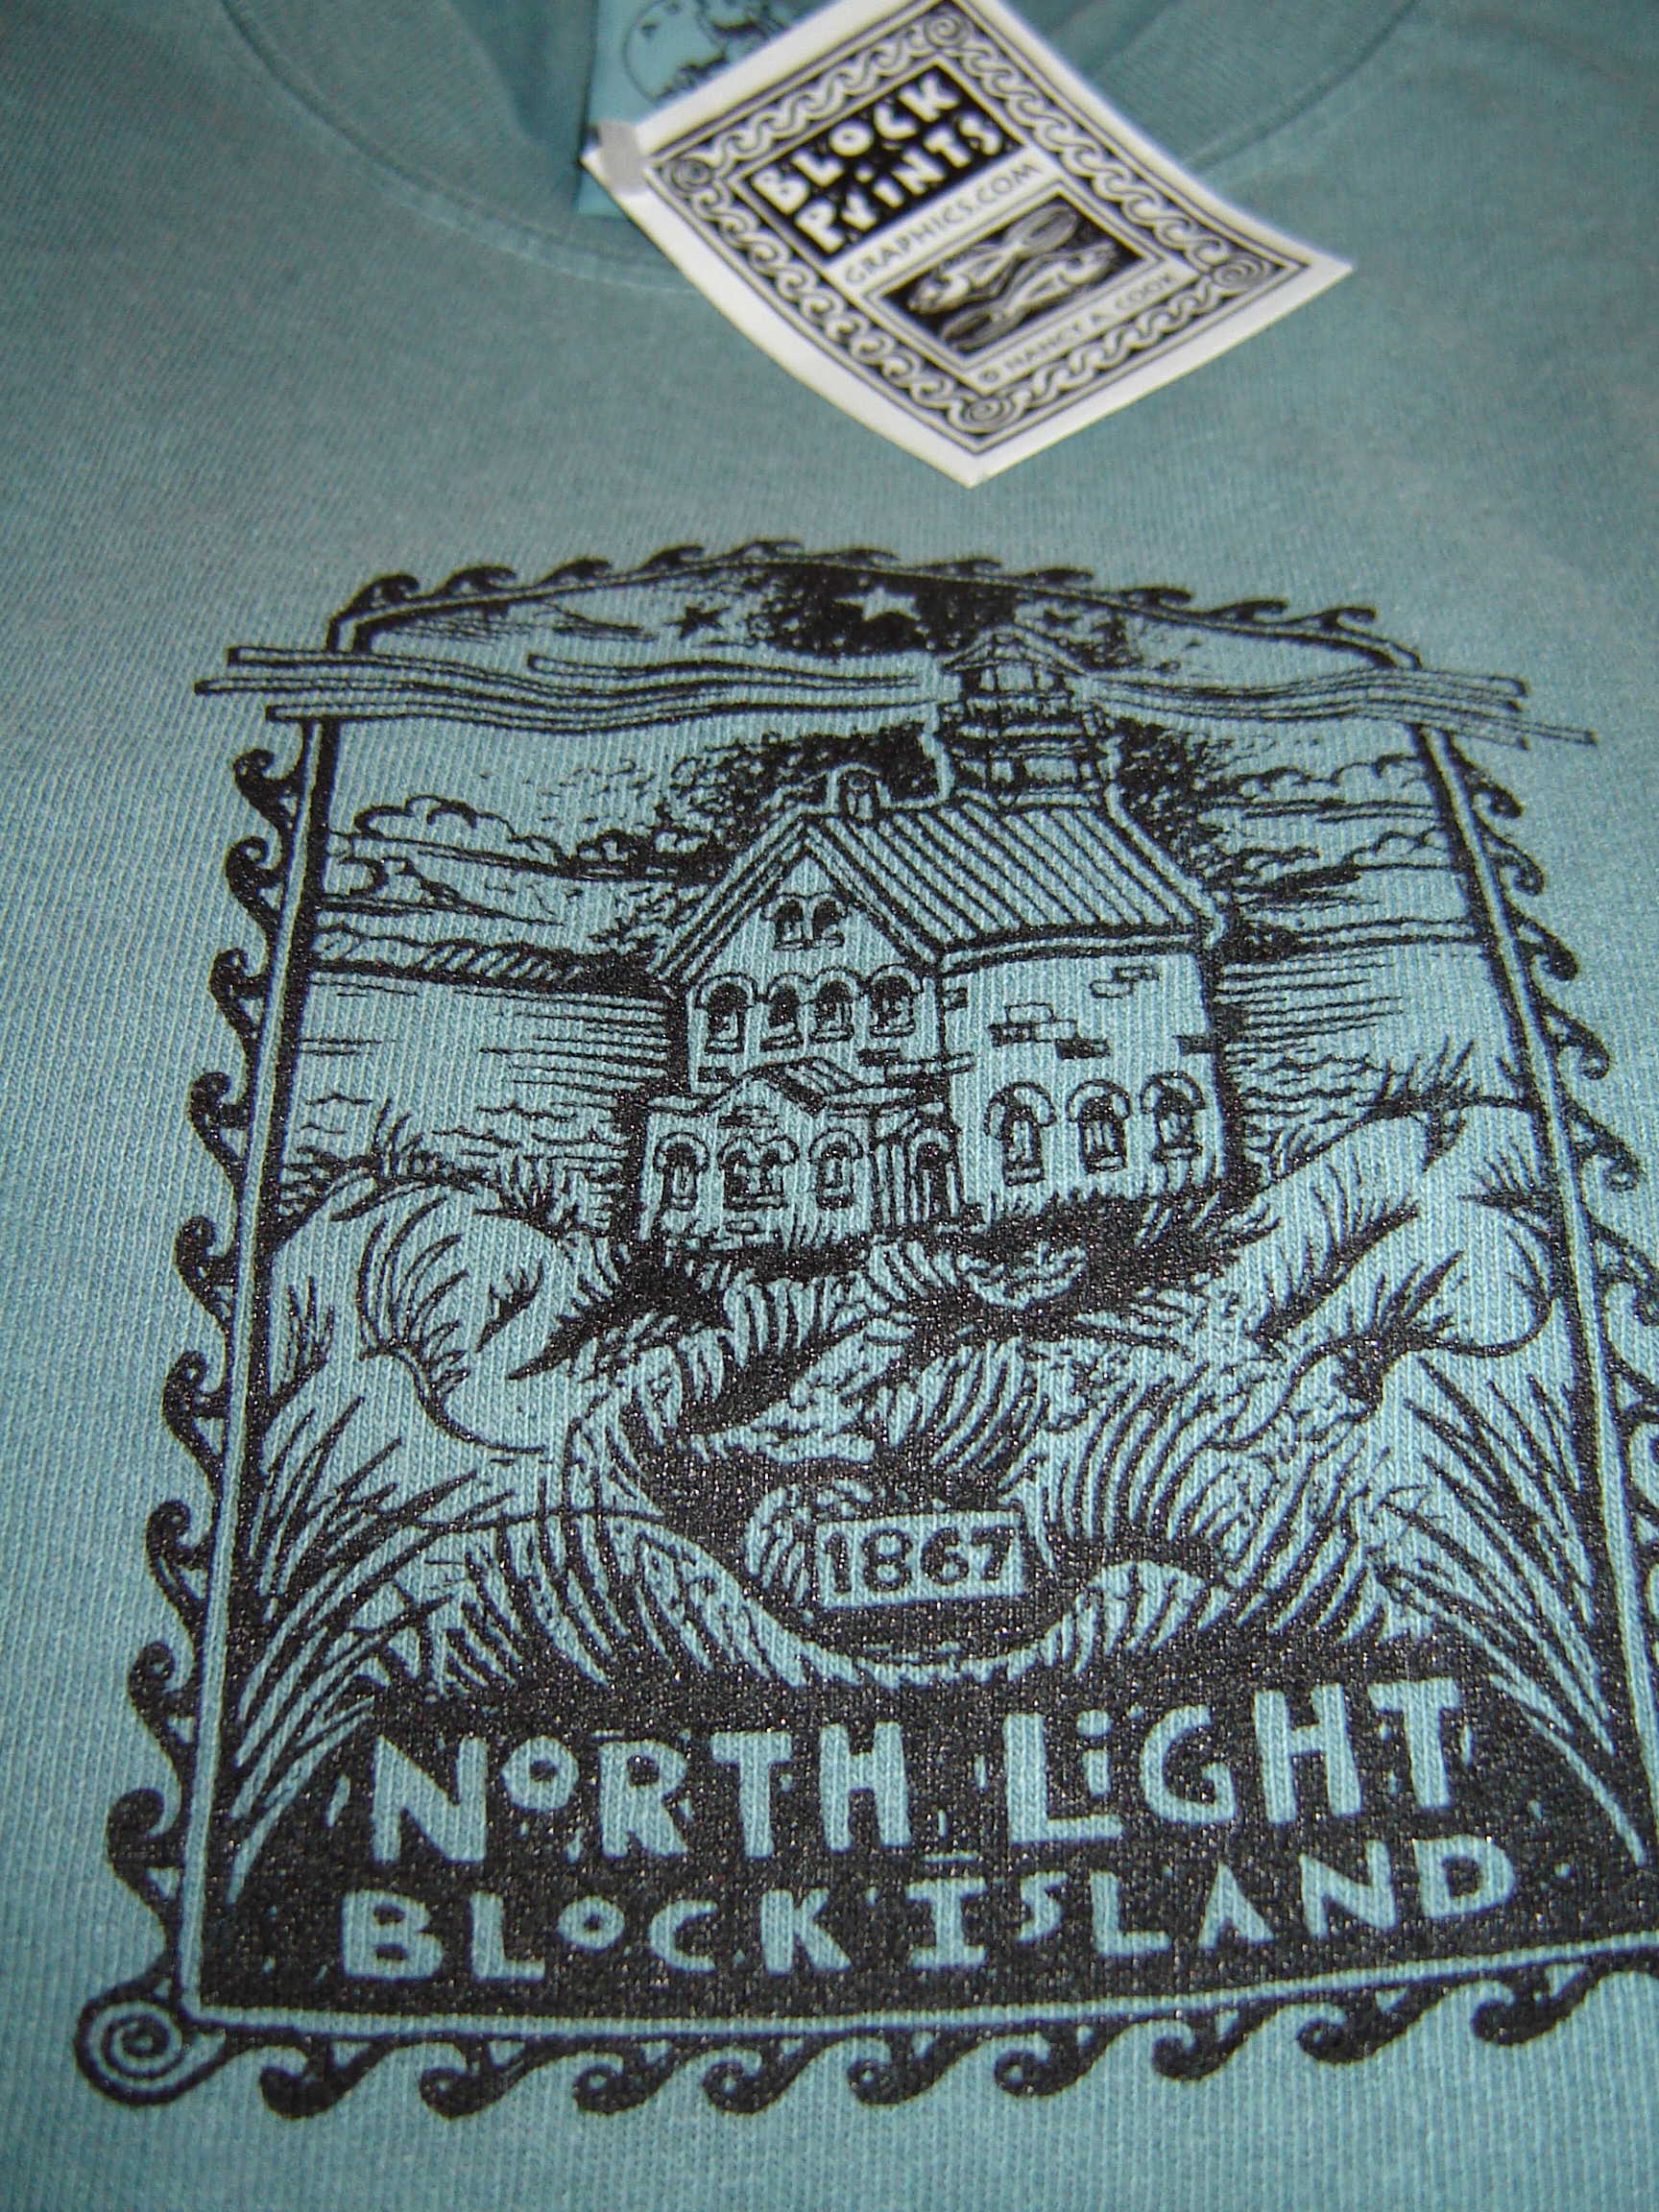 BLOCK
PRINTS
GRAPHICS.COM
© NANCY A. COOK
1867
NORTH LIGHT
BLOCK ISLAND